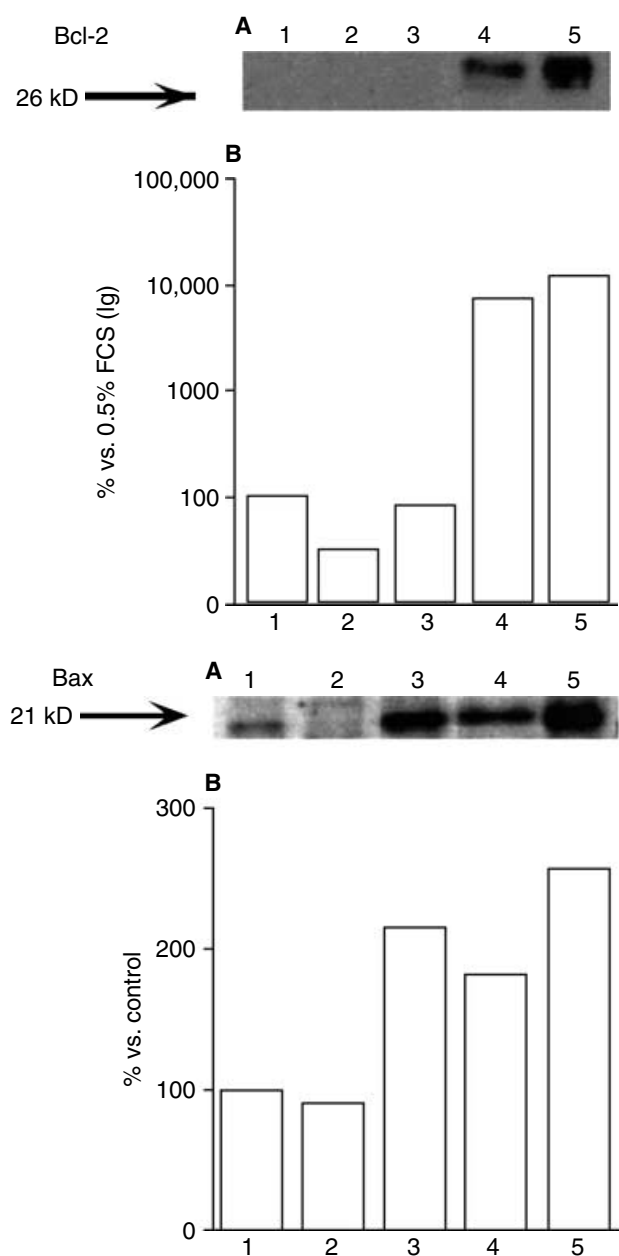 Bcl-2
A
1 2 3 4 5
26 kD
B
100,000
10,000
1000
100
0
% vs. 0.5% FCS (lg)
1 2 3 4 5
Bax
A
1 2 3 4 5
21 kD
B
300
200
100
0
% vs. control
1 2 3 4 5